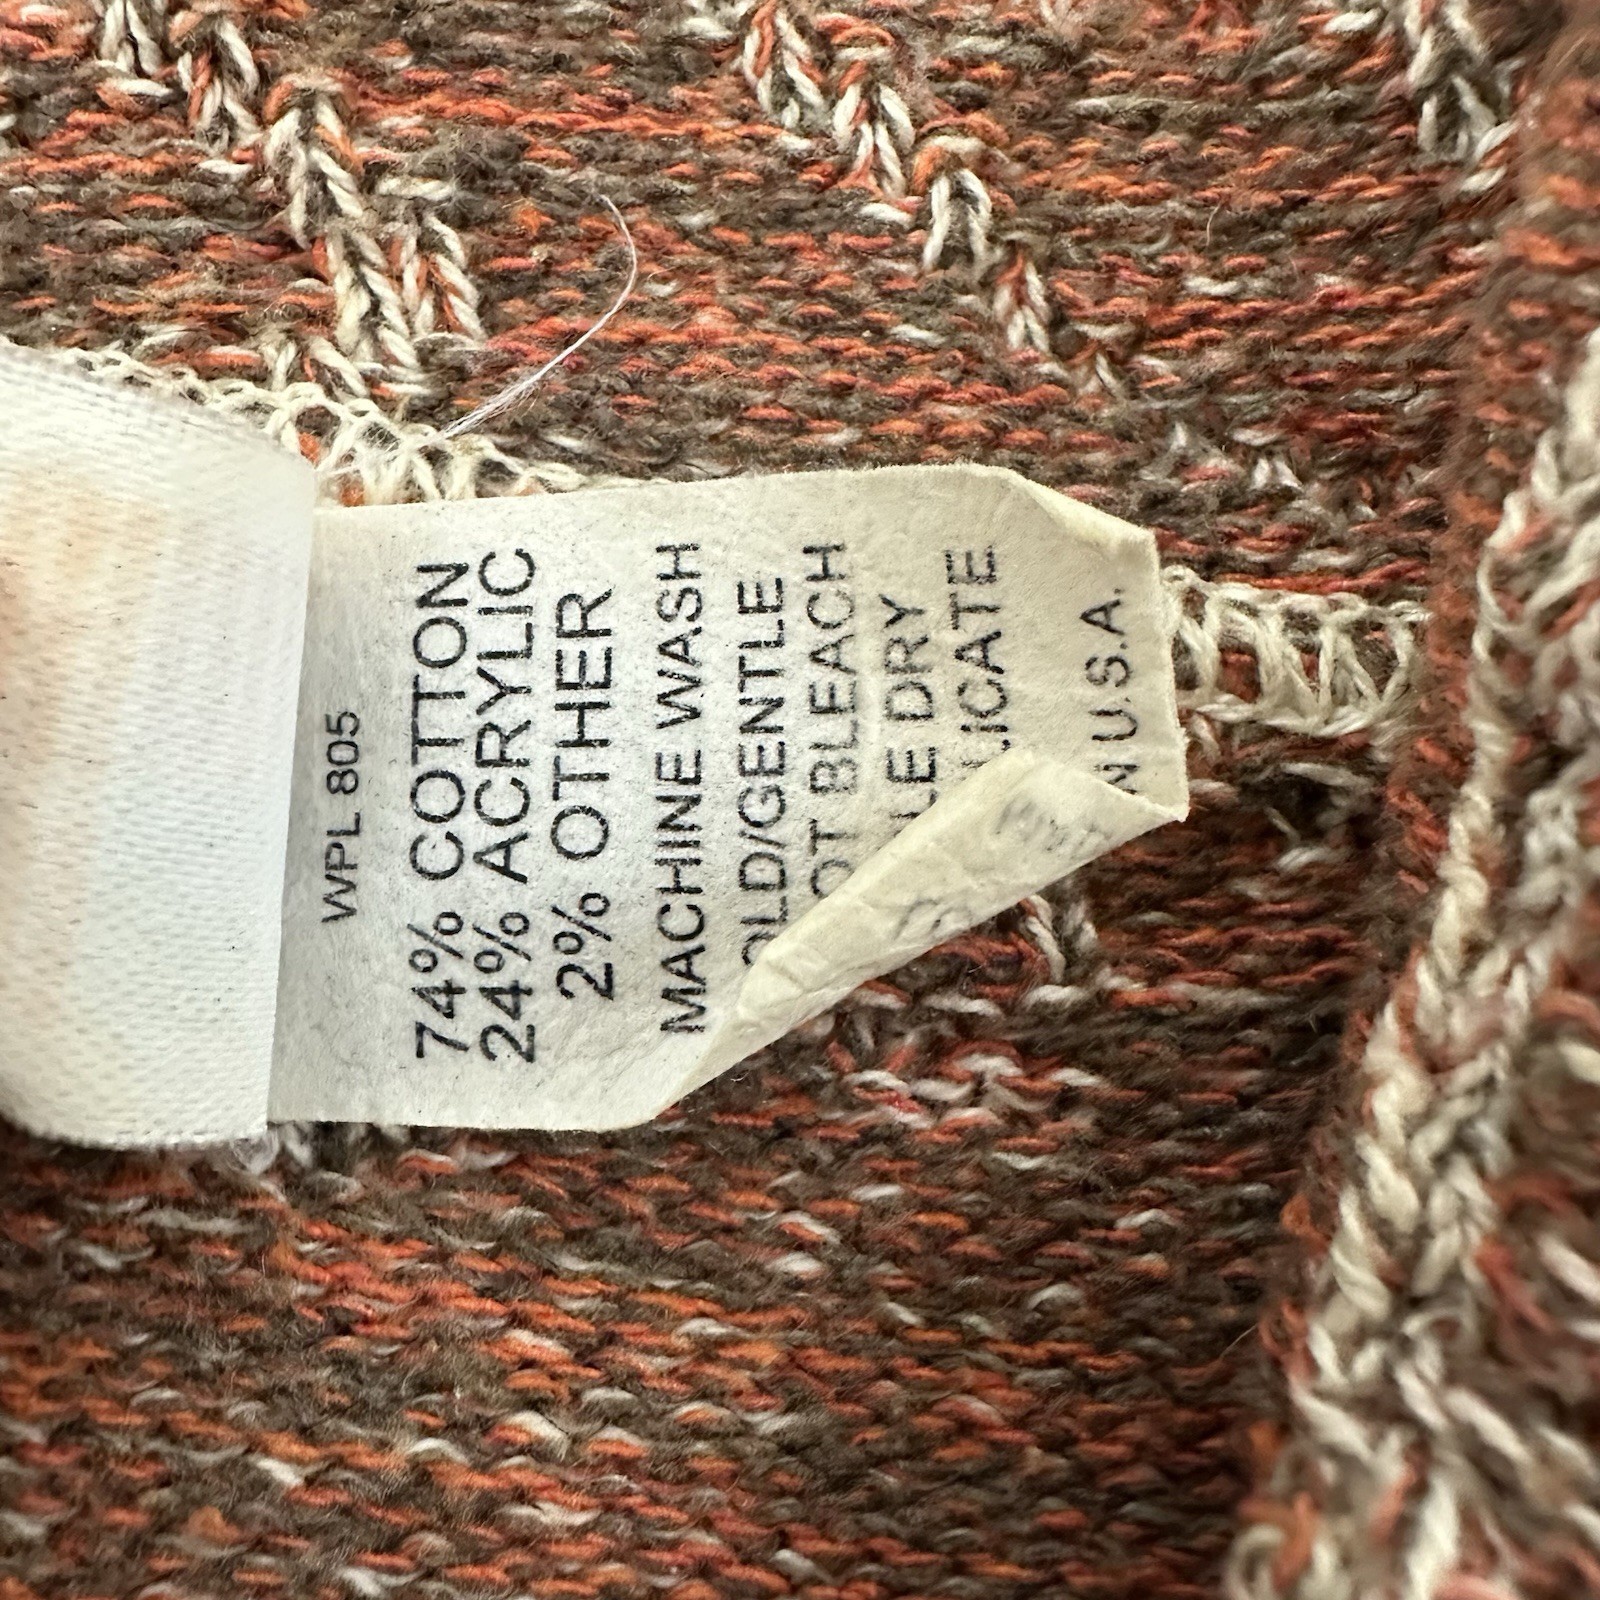 WPL 805
74% COTTON
24% ACRYLIC
2% OTHER
MACHINE WASH
OLD/GENTLE
OT BLEACH
LE DRY
LICATE
N U.S.A.